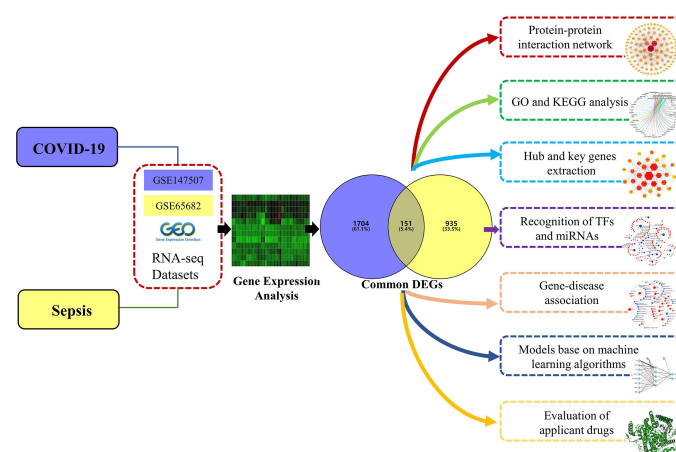 COVID-19
Sepsis
GSE147507
GSE65682
GEO
Gene Expression Omnibus
RNA-seq
Datasets
Gene Expression
Analysis
1704
(61.1%)
151
(5.4%)
935
(33.5%)
Common DEGs
Protein-protein
interaction network
GO and KEGG analysis
Hub and key genes
extraction
Recognition of TFs
and miRNAs
Gene-disease
association
Models base on machine
learning algorithms
Evaluation of
applicant drugs